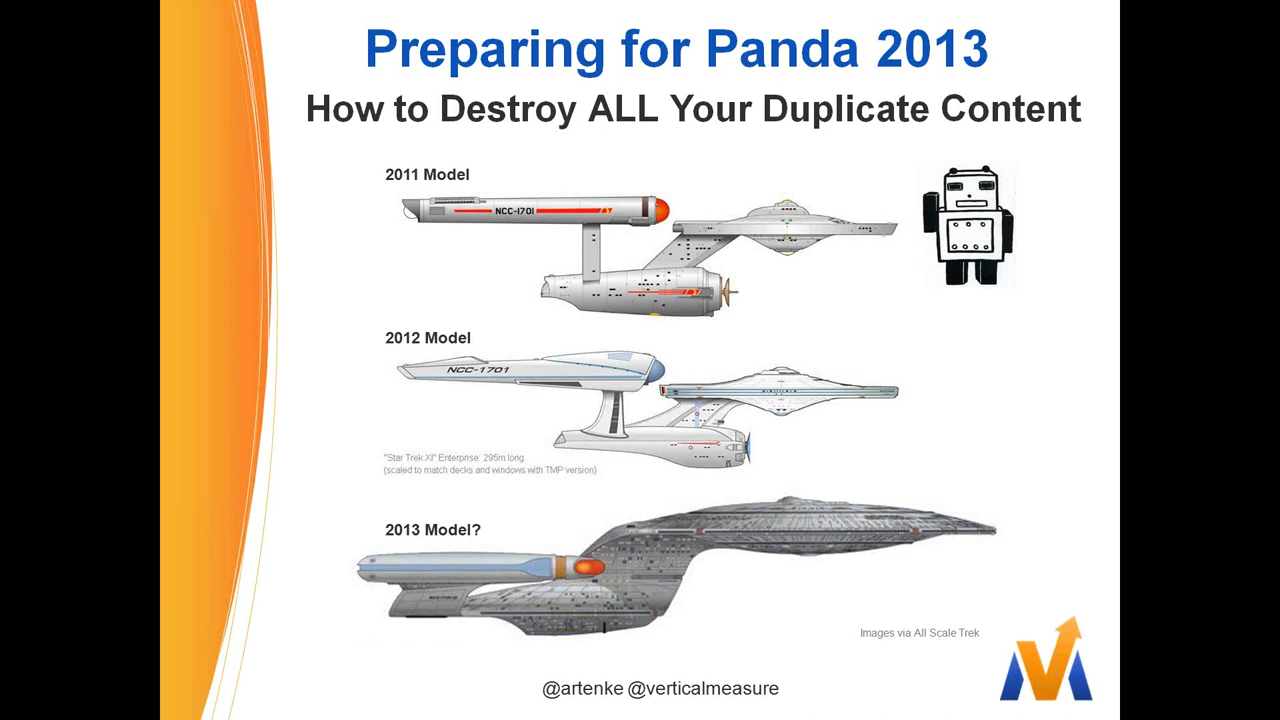 Preparing for Panda 2013
How to Destroy ALL Your Duplicate Content
2011 Model
NCC-1701
2012 Model
NCC-1701
"Star Trek XI" Enterprise: 295m long
(scaled to match decks and windows with TMP version)
2013 Model?
Images via All Scale Trek
@artenke @verticalmeasure